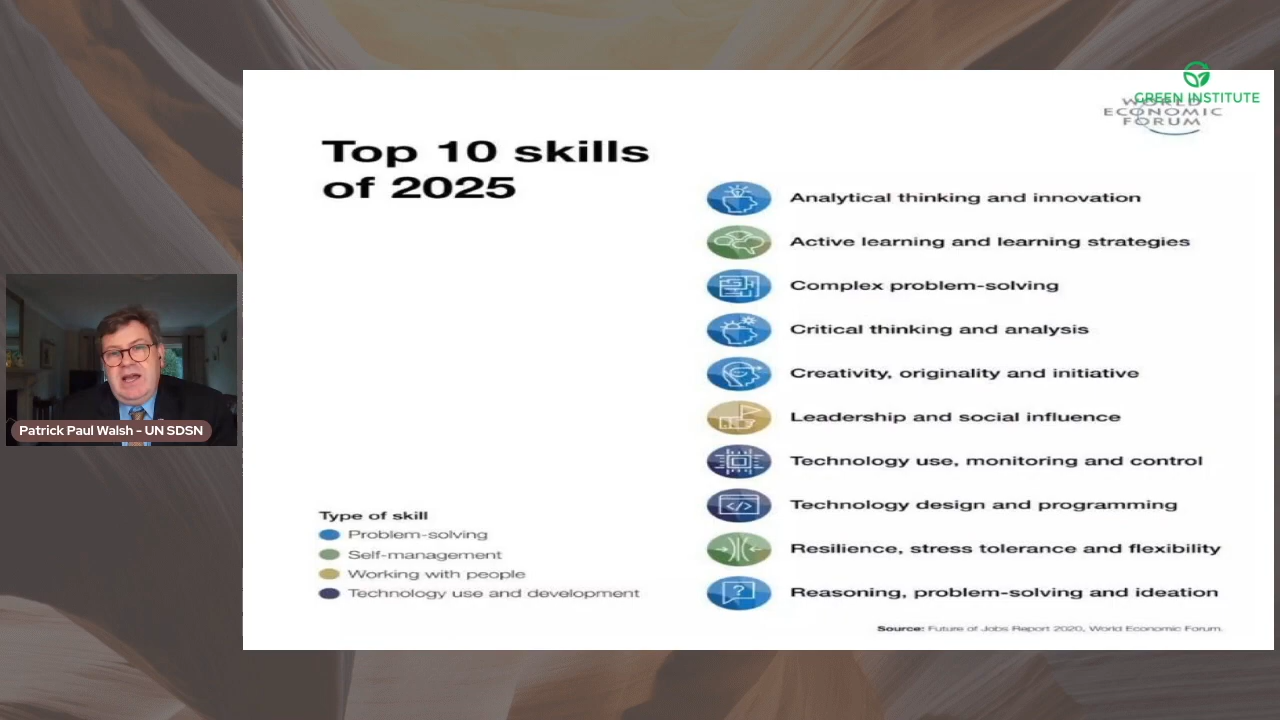 GREEN INSTITUTE
WORLD
ECONOMIC
FORUM
Top 10 skills
of 2025
Analytical thinking and innovation
Active learning and learning strategies
Complex problem-solving
Critical thinking and analysis
Creativity, originality and initiative
Leadership and social influence
Technology use, monitoring and control
Technology design and programming
Resilience, stress tolerance and flexibility
Reasoning, problem-solving and ideation
Type of skill
Problem-solving
Self-management
Working with people
Technology use and development
Source: Future of Jobs Report 2020, World Economic Forum.
Patrick Paul Walsh - UN SDSN